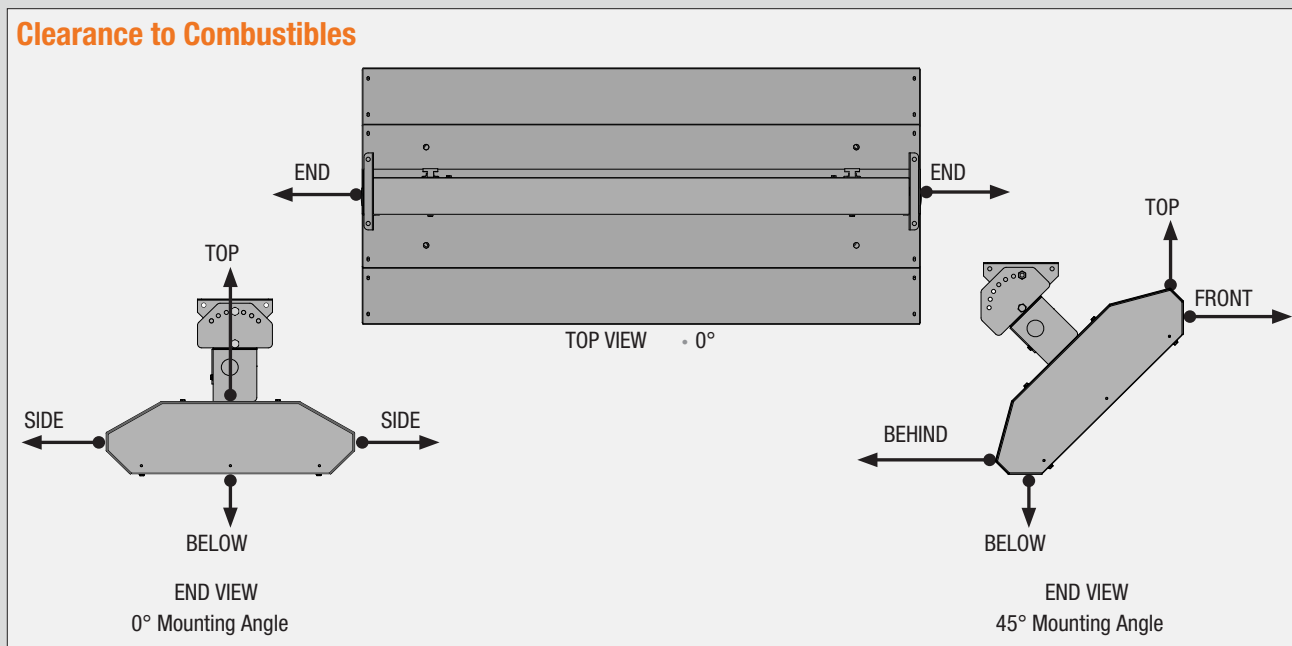 Clearance to Combustibles
END
END
TOP VIEW • 0°
TOP
SIDE
SIDE
BELOW
END VIEW
0° Mounting Angle
TOP
FRONT
BEHIND
BELOW
END VIEW
45° Mounting Angle